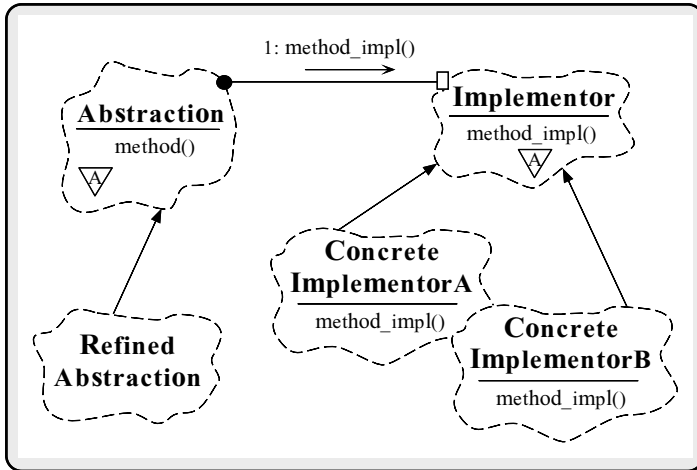 1: method_impl()
Abstraction
method()
A
Implementor
method_impl()
A
Concrete
ImplementorA
method_impl()
Refined
Abstraction
Concrete
ImplementorB
method_impl()